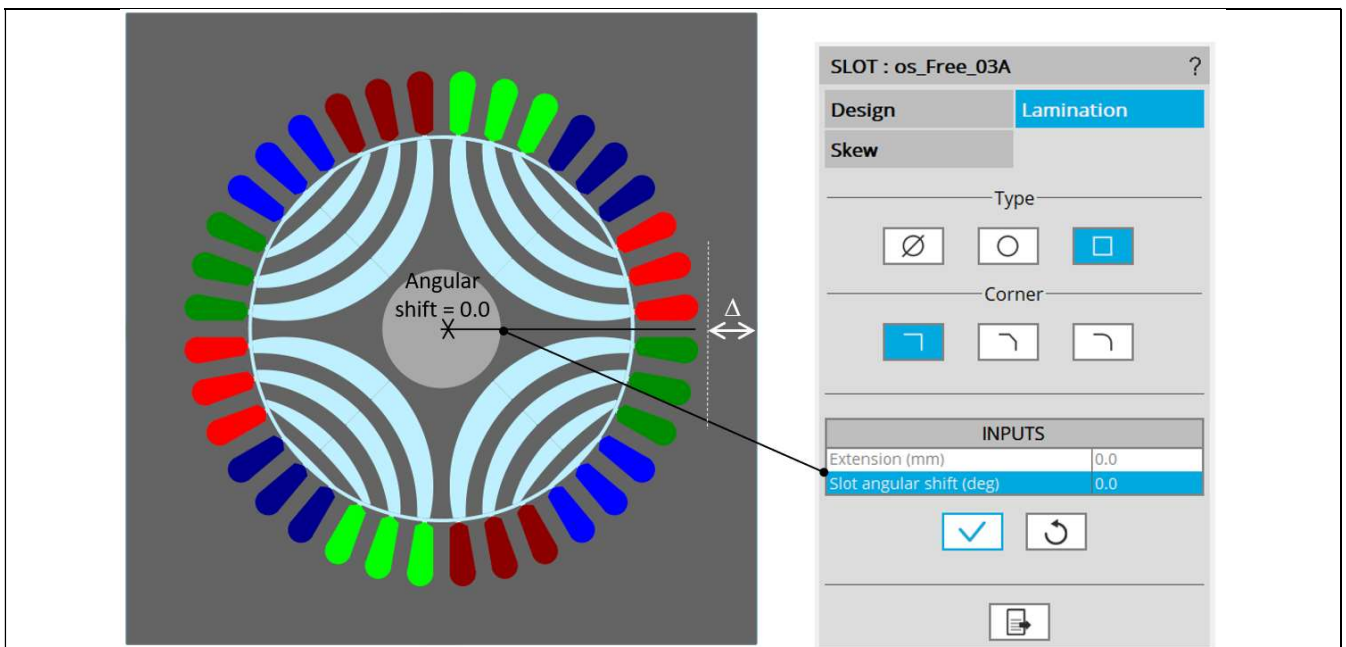 Angular
shift = 0.0
Δ
SLOT : os_Free_03A ?
Design Lamination
Skew
Type
Corner
INPUTS
Extension (mm) 0.0
Slot angular shift (deg) 0.0